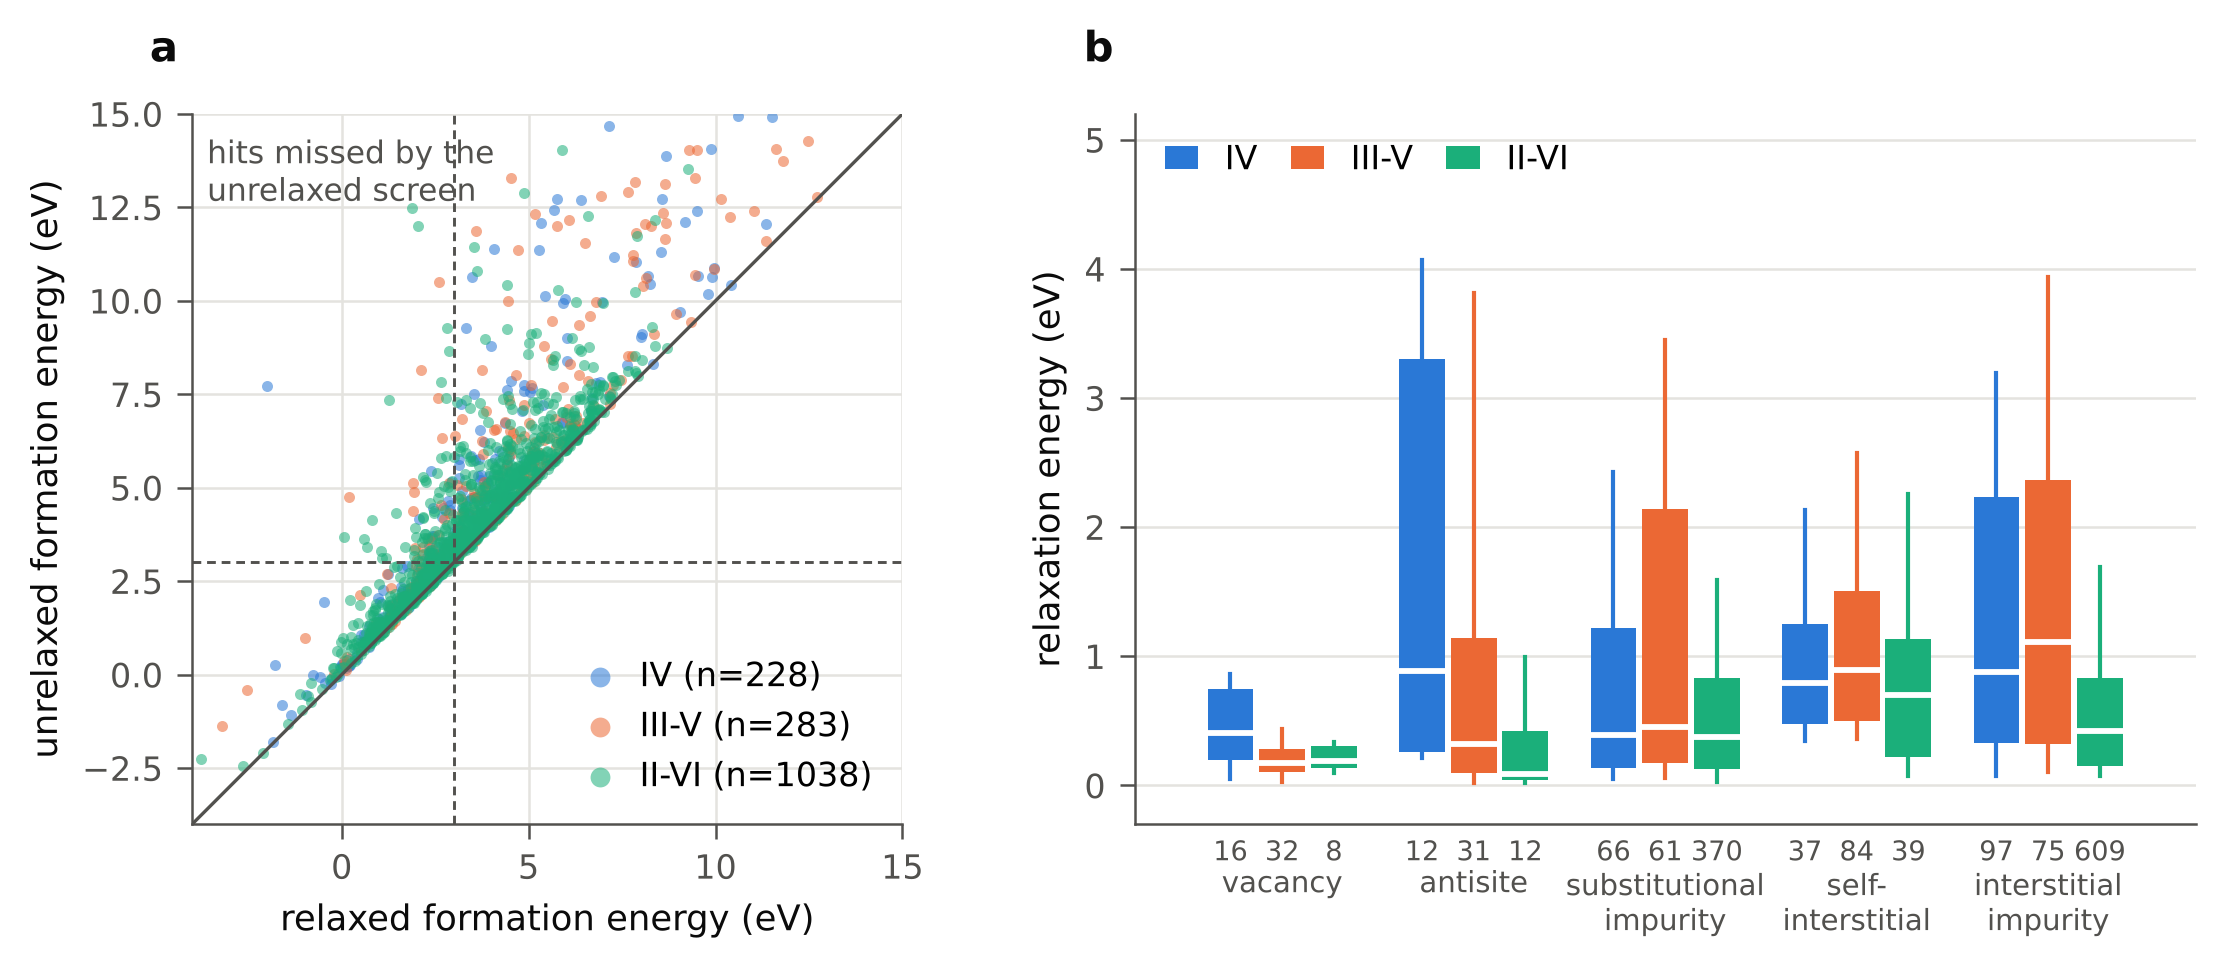 a
15.0
12.5
10.0
7.5
5.0
2.5
0.0
−2.5
unrelaxed formation energy (eV)
hits missed by the
unrelaxed screen
IV (n=228)
III-V (n=283)
II-VI (n=1038)
0 5 10 15
relaxed formation energy (eV)
b
5
4
3
2
1
0
relaxation energy (eV)
IV III-V II-VI
16 32 8 12 31 12 66 61 370 37 84 39 97 75 609
vacancy antisite substitutional self- interstitial
impurity interstitial impurity